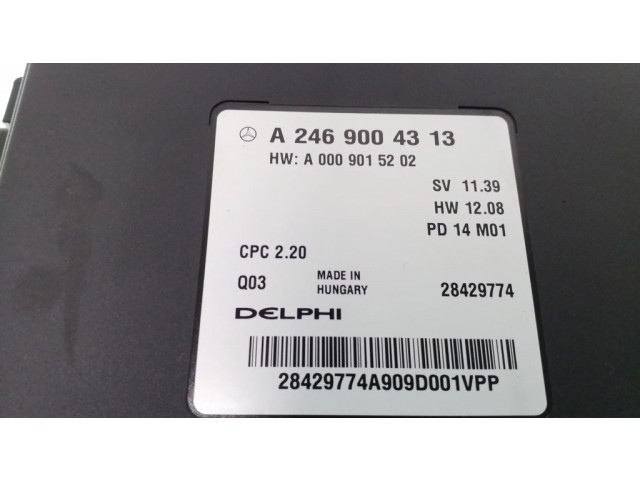 A 246 900 43 13
HW: A 000 901 52 02
SV 11.39
HW 12.08
PD 14 M01
CPC 2.20
Q03 MADE IN HUNGARY 28429774
DELPHI
28429774A909D001VPP